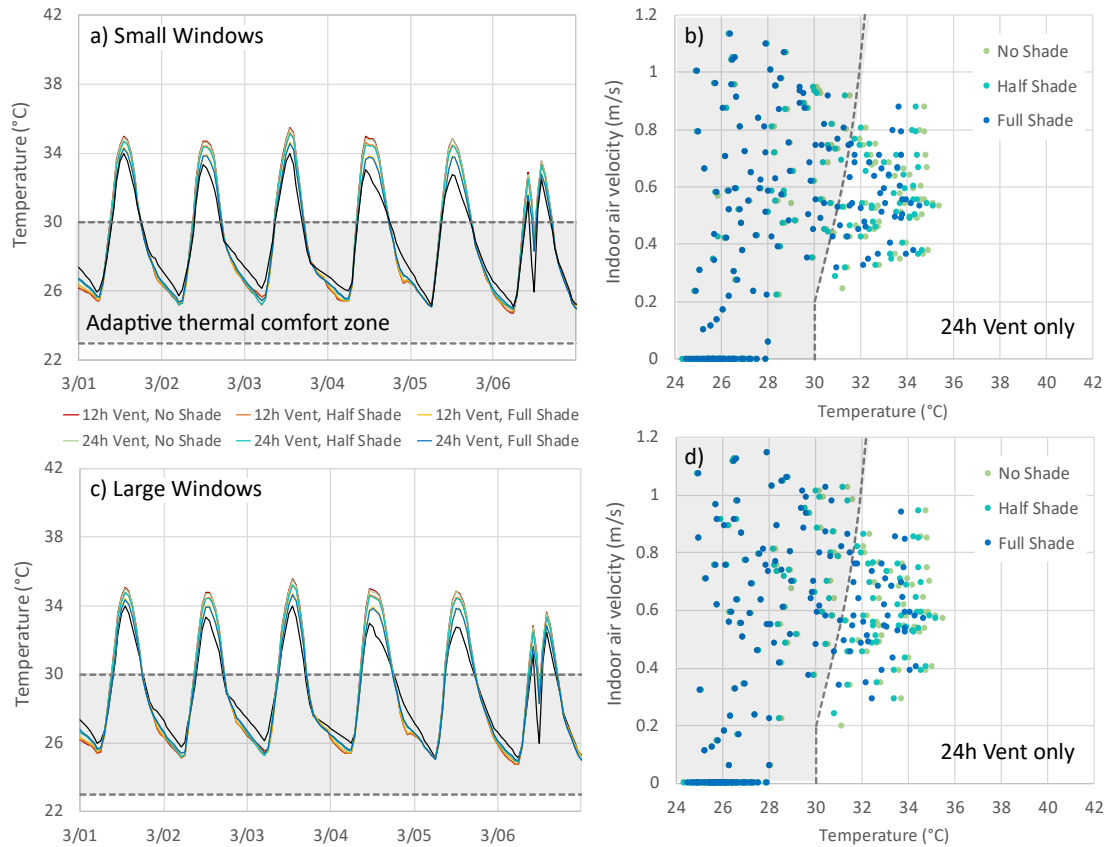 a) Small Windows
Temperature (°C)
42
38
34
30
26
22
Adaptive thermal comfort zone
3/01 3/02 3/03 3/04 3/05 3/06
b)
Indoor air velocity (m/s)
1.2
1
0.8
0.6
0.4
0.2
0
No Shade
Half Shade
Full Shade
24h Vent only
24 26 28 30 32 34 36 38 40 42
Temperature (°C)
12h Vent, No Shade 12h Vent, Half Shade 12h Vent, Full Shade
24h Vent, No Shade 24h Vent, Half Shade 24h Vent, Full Shade
c) Large Windows
Temperature (°C)
42
38
34
30
26
22
3/01 3/02 3/03 3/04 3/05 3/06
d)
Indoor air velocity (m/s)
1.2
1
0.8
0.6
0.4
0.2
0
No Shade
Half Shade
Full Shade
24h Vent only
24 26 28 30 32 34 36 38 40 42
Temperature (°C)